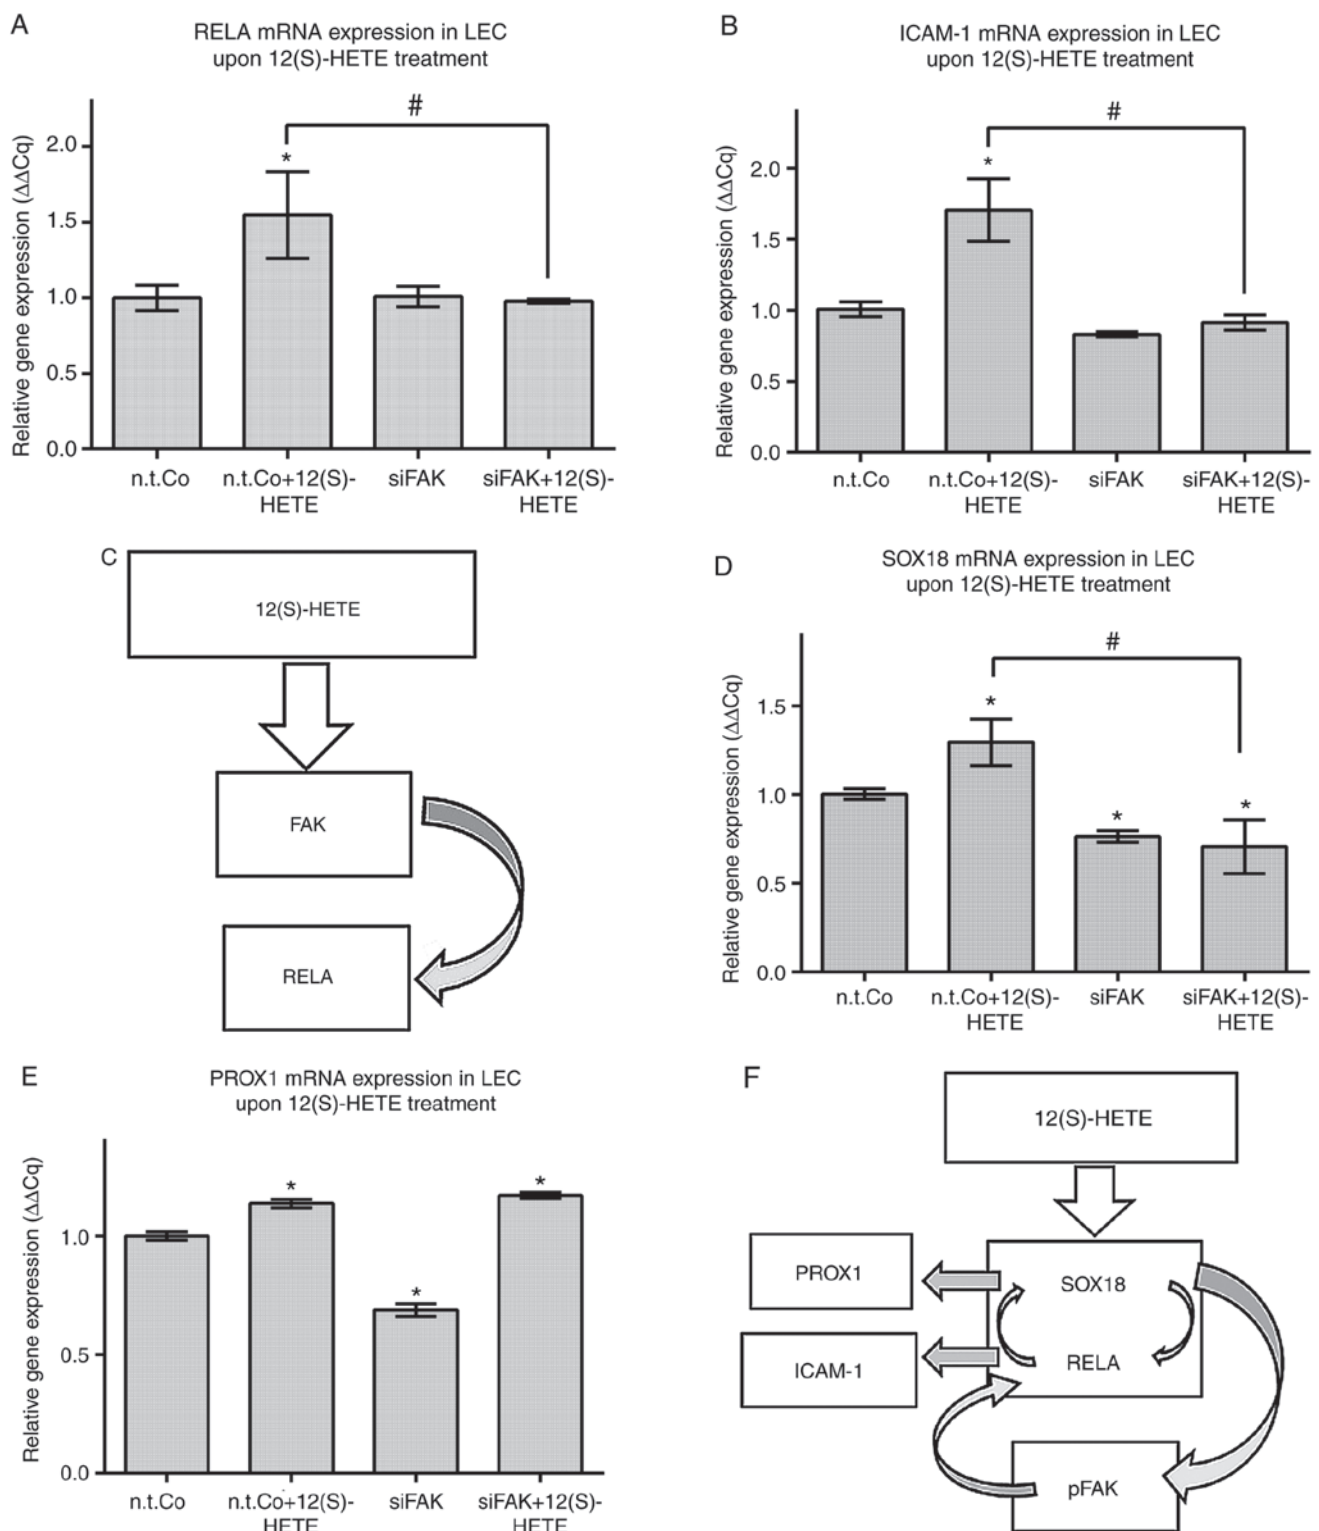 A
RELA mRNA expression in LEC
upon 12(S)-HETE treatment
Relative gene expression (ΔΔCq)
2.0
1.5
1.0
0.5
0.0
#
*
n.t.Co
n.t.Co+12(S)-
HETE
siFAK
siFAK+12(S)-
HETE
B
ICAM-1 mRNA expression in LEC
upon 12(S)-HETE treatment
Relative gene expression (ΔΔCq)
2.0
1.5
1.0
0.5
0.0
#
*
n.t.Co
n.t.Co+12(S)-
HETE
siFAK
siFAK+12(S)-
HETE
C
12(S)-HETE
FAK
RELA
D
SOX18 mRNA expression in LEC
upon 12(S)-HETE treatment
Relative gene expression (ΔΔCq)
1.5
1.0
0.5
0.0
#
*
*
*
n.t.Co
n.t.Co+12(S)-
HETE
siFAK
siFAK+12(S)-
HETE
E
PROX1 mRNA expression in LEC
upon 12(S)-HETE treatment
Relative gene expression (ΔΔCq)
1.0
0.5
0.0
*
*
*
n.t.Co
n.t.Co+12(S)-
HETE
siFAK
siFAK+12(S)-
HETE
F
12(S)-HETE
PROX1
SOX18
ICAM-1
RELA
pFAK